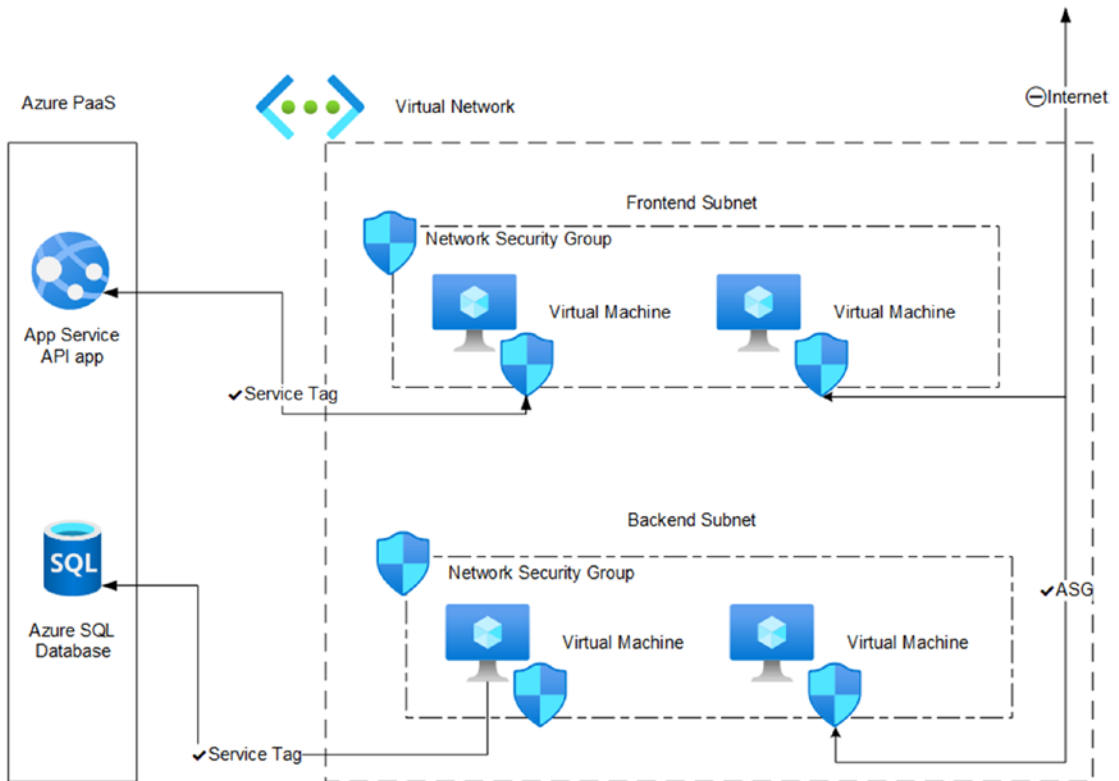 Azure PaaS
Virtual Network
Internet
Frontend Subnet
Network Security Group
Virtual Machine
Virtual Machine
App Service
API app
✔Service Tag
Backend Subnet
SQL
Network Security Group
✔ASG
Azure SQL
Database
Virtual Machine
Virtual Machine
✔Service Tag